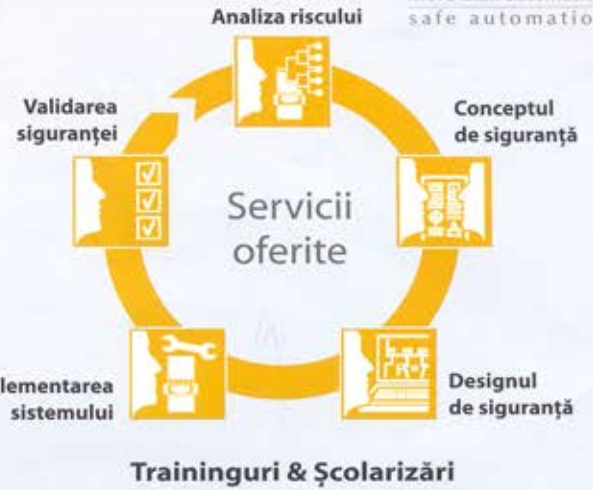 Analiza riscului
safe automatio
Validarea
siguranței
Conceptul
de siguranță
Servicii
oferite
lementarea
sistemului
Designul
de siguranță
Traininguri & Școlarizări